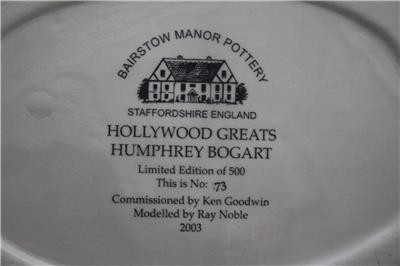 BAIRSTOW MANOR POTTERY
STAFFORDSHIRE ENGLAND
HOLLYWOOD GREATS
HUMPHREY BOGART
Limited Edition of 500
This is No: 73
Commissioned by Ken Goodwin
Modelled by Ray Noble
2003